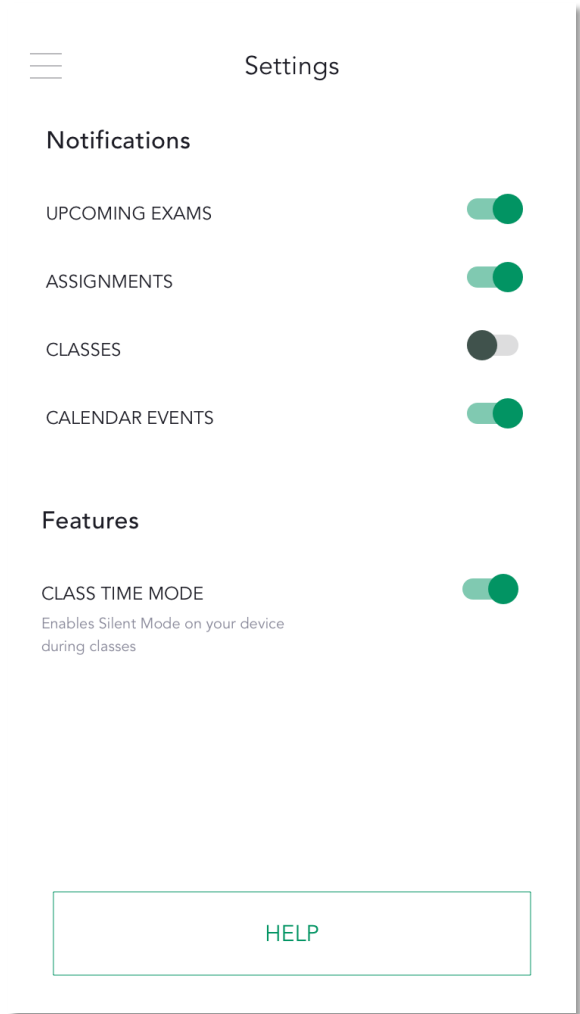 Settings
Notifications
UPCOMING EXAMS
ASSIGNMENTS
CLASSES
CALENDAR EVENTS
Features
CLASS TIME MODE
Enables Silent Mode on your device
during classes
HELP